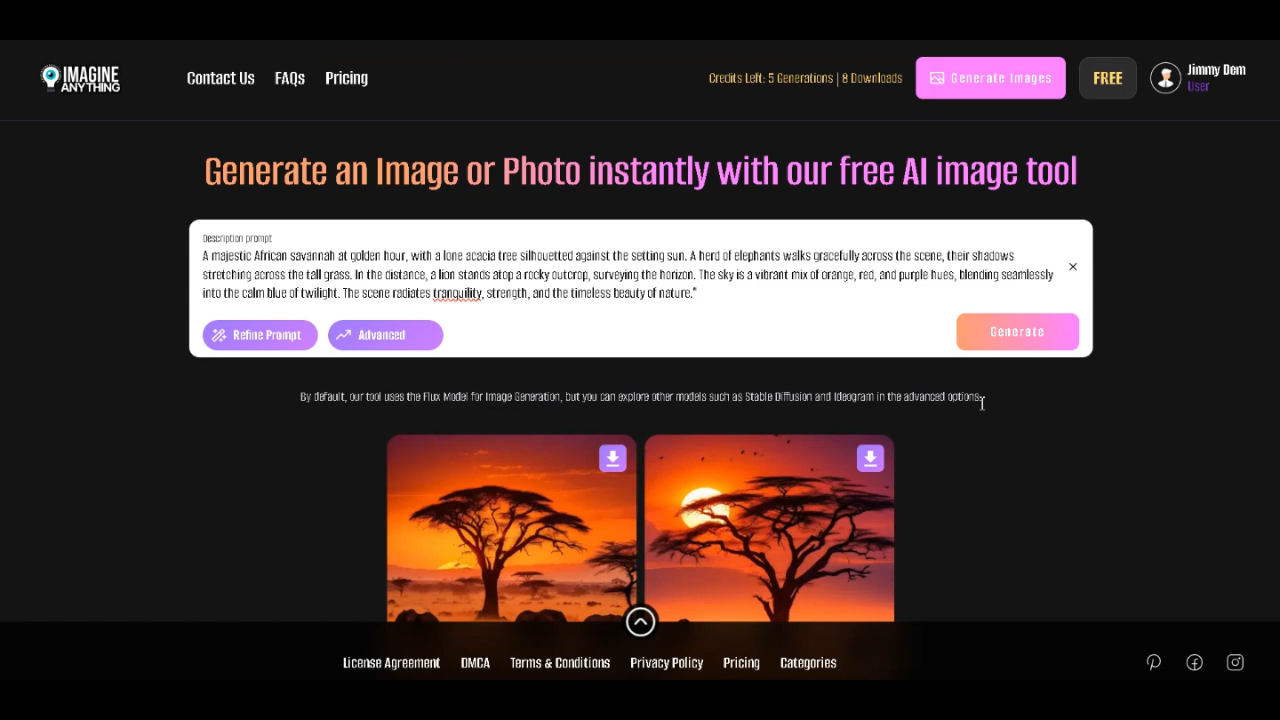 IMAGINE
ANYTHING
Contact Us FAQs Pricing
Credits Left: 5 Generations | 8 Downloads
Generate Images
FREE
Jimmy Dem
User
Generate an Image or Photo instantly with our free AI image tool
Description prompt
A majestic African savannah at golden hour, with a lone acacia tree silhouetted against the setting sun. A herd of elephants walks gracefully across the scene, their shadows
stretching across the tall grass. In the distance, a lion stands atop a rocky outcrop, surveying the horizon. The sky is a vibrant mix of orange, red, and purple hues, blending seamlessly
into the calm blue of twilight. The scene radiates tranquility, strength, and the timeless beauty of nature."
Refine Prompt Advanced Generate
By default, our tool uses the Flux Model for Image Generation, but you can explore other models such as Stable Diffusion and Ideogram in the advanced options.
License Agreement DMCA Terms & Conditions Privacy Policy Pricing Categories